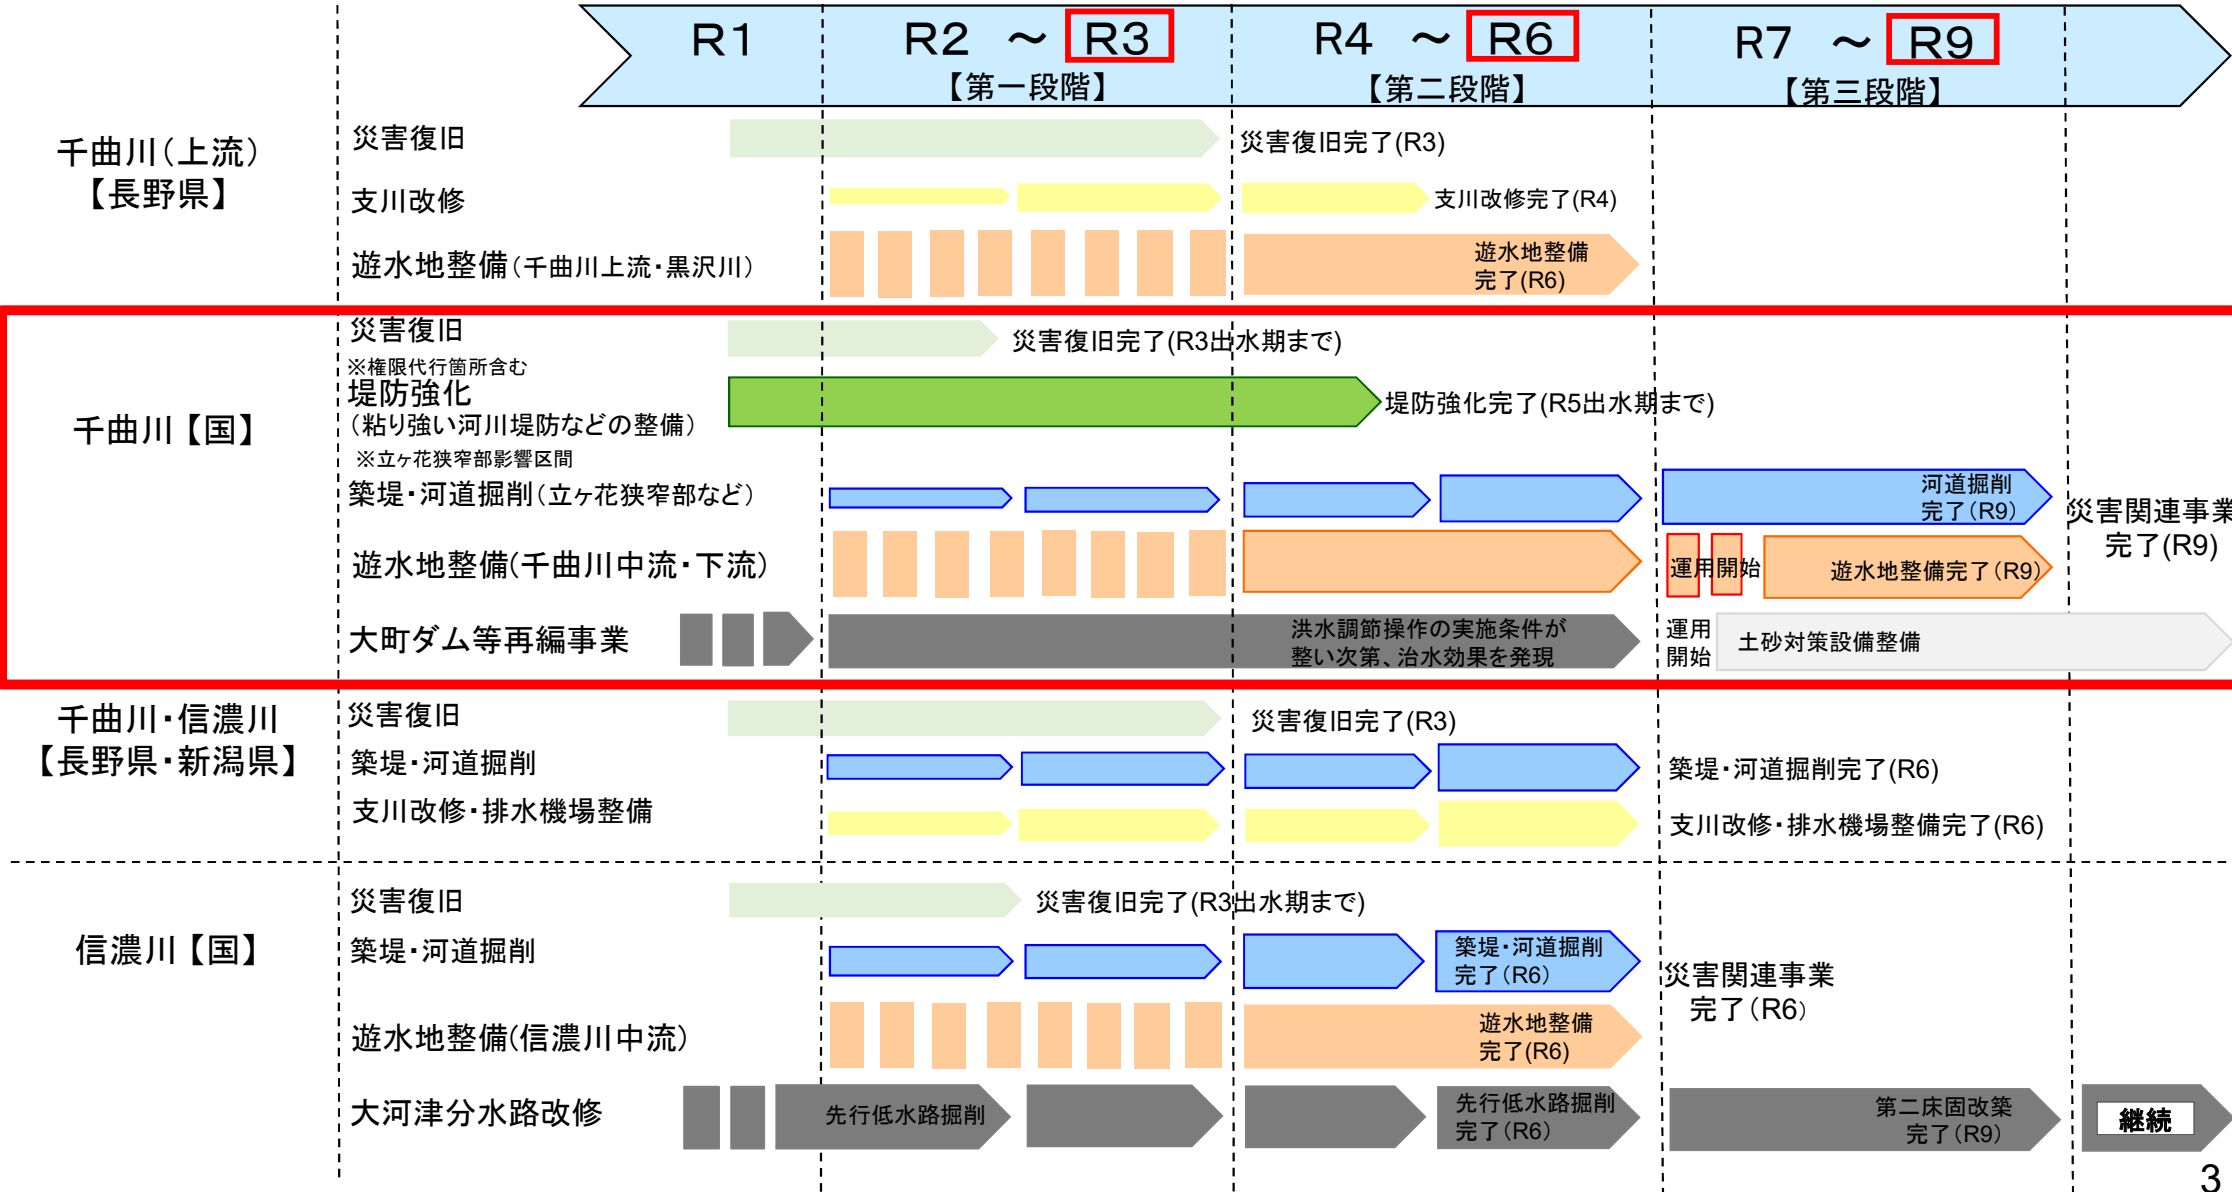 R1
R2 ～ R3
【第一段階】
R4 ～ R6
【第二段階】
R7 ～ R9
【第三段階】
千曲川（上流）
【長野県】
災害復旧
災害復旧完了(R3)
支川改修
支川改修完了(R4)
遊水地整備（千曲川上流・黒沢川）
遊水地整備
完了(R6)
千曲川【国】
災害復旧
※権限代行箇所含む
災害復旧完了(R3出水期まで)
堤防強化
（粘り強い河川堤防などの整備）
※立ヶ花狭窄部影響区間
堤防強化完了(R5出水期まで)
築堤・河道掘削（立ヶ花狭窄部など）
河道掘削
完了（R9）
遊水地整備(千曲川中流・下流)
運用開始
遊水地整備完了（R9）
災害関連事業
完了(R9)
大町ダム等再編事業
洪水調節操作の実施条件が
整い次第、治水効果を発現
運用
開始
土砂対策設備整備
千曲川・信濃川
【長野県・新潟県】
災害復旧
災害復旧完了(R3)
築堤・河道掘削
築堤・河道掘削完了(R6)
支川改修・排水機場整備
支川改修・排水機場整備完了(R6)
信濃川【国】
災害復旧
災害復旧完了(R3出水期まで)
築堤・河道掘削
築堤・河道掘削
完了（R6）
災害関連事業
完了（R6）
遊水地整備(信濃川中流)
遊水地整備
完了(R6)
大河津分水路改修
先行低水路掘削
先行低水路掘削
完了（R6）
第二床固改築
完了（R9）
継続
3